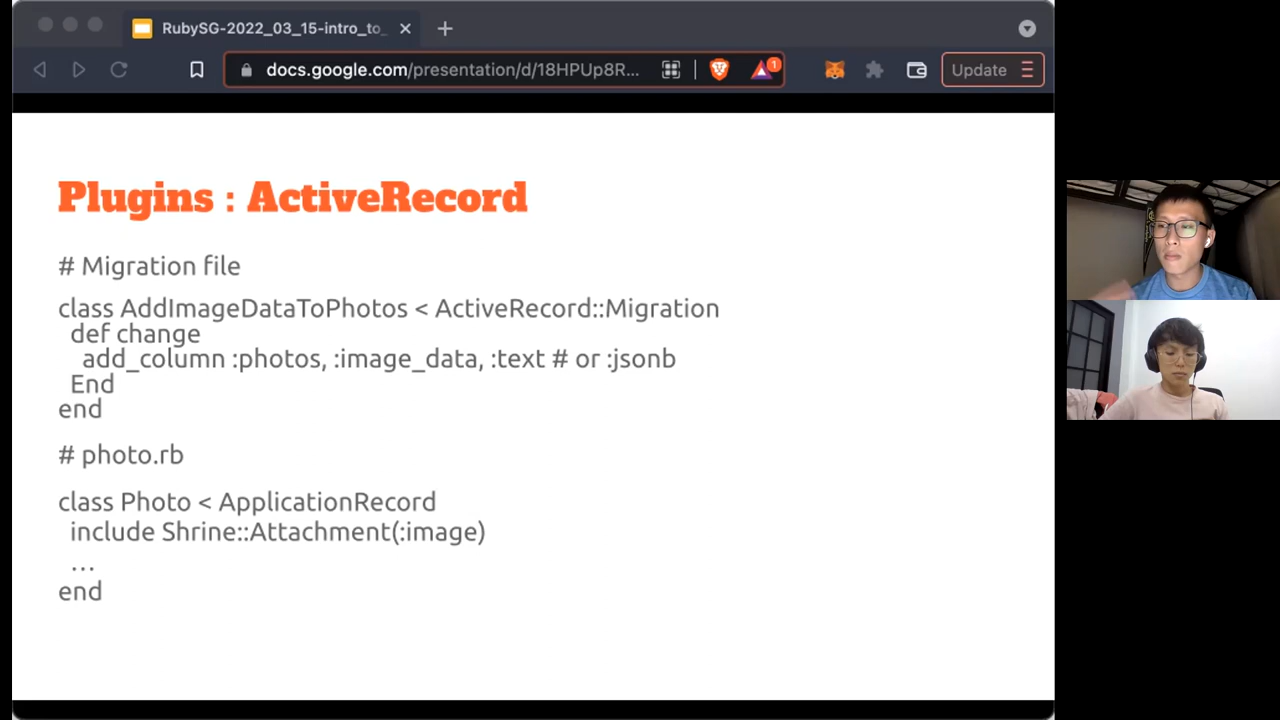 RubySG-2022_03_15-intro_to_
docs.google.com/presentation/d/18HPUp8R...
1
Update
Plugins : ActiveRecord
# Migration file
class AddImageDataToPhotos < ActiveRecord::Migration
def change
add_column :photos, :image_data, :text # or :jsonb
End
end
# photo.rb
class Photo < ApplicationRecord
include Shrine::Attachment(:image)
…
end